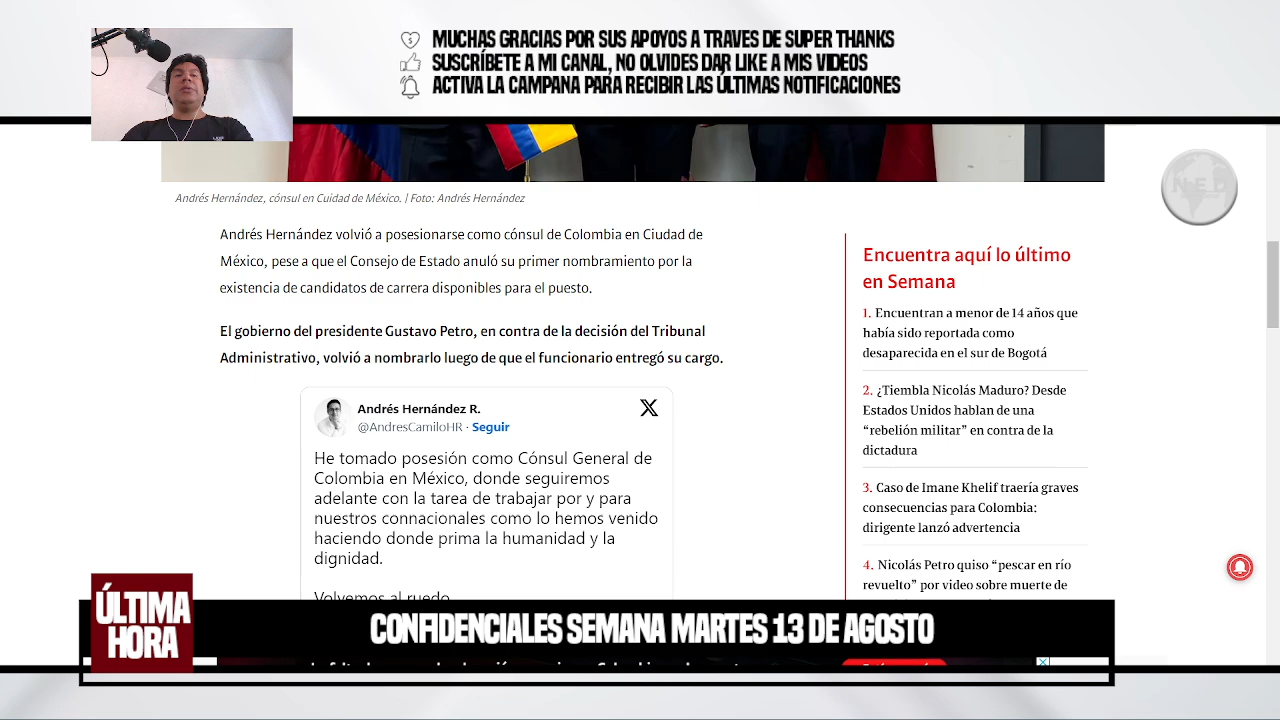 MUCHAS GRACIAS POR SUS APOYOS A TRAVES DE SUPER THANKS
SUSCRÍBETE A MI CANAL, NO OLVIDES DAR LIKE A MIS VIDEOS
ACTIVA LA CAMPANA PARA RECIBIR LAS ÚLTIMAS NOTIFICACIONES
NED
Andrés Hernández, cónsul en Cuidad de México. | Foto: Andrés Hernández
Andrés Hernández volvió a posesionarse como cónsul de Colombia en Ciudad de
México, pese a que el Consejo de Estado anuló su primer nombramiento por la
existencia de candidatos de carrera disponibles para el puesto.
El gobierno del presidente Gustavo Petro, en contra de la decisión del Tribunal
Administrativo, volvió a nombrarlo luego de que el funcionario entregó su cargo.
Andrés Hernández R.
@AndresCamiloHR · Seguir
He tomado posesión como Cónsul General de
Colombia en México, donde seguiremos
adelante con la tarea de trabajar por y para
nuestros connacionales como lo hemos venido
haciendo donde prima la humanidad y la
dignidad.
Volvemos al ruedo
Encuentra aquí lo último
en Semana
1. Encuentran a menor de 14 años que
había sido reportada como
desaparecida en el sur de Bogotá
2. ¿Tiembla Nicolás Maduro? Desde
Estados Unidos hablan de una
“rebelión militar” en contra de la
dictadura
3. Caso de Imane Khelif traería graves
consecuencias para Colombia:
dirigente lanzó advertencia
4. Nicolás Petro quiso “pescar en río
revuelto” por video sobre muerte de
ÚLTIMA
HORA
CONFIDENCIALES SEMANA MARTES 13 DE AGOSTO